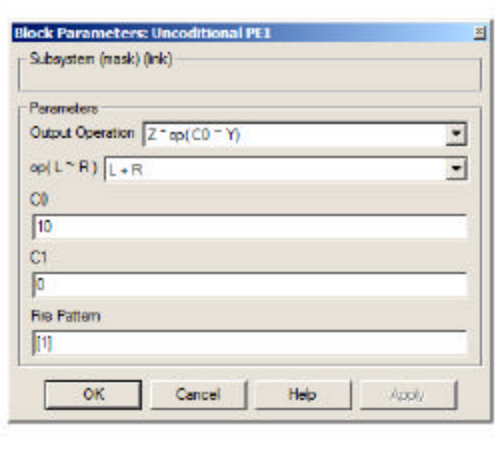 Block Parameters: Uncoditional PE1
Subsystem (mask) (link)
Parameters
Output Operation Z ~ op( C0 ~ Y)
op( L ~ R ) L + R
C0
10
C1
0
Fire Pattern
[1]
OK Cancel Help Apply